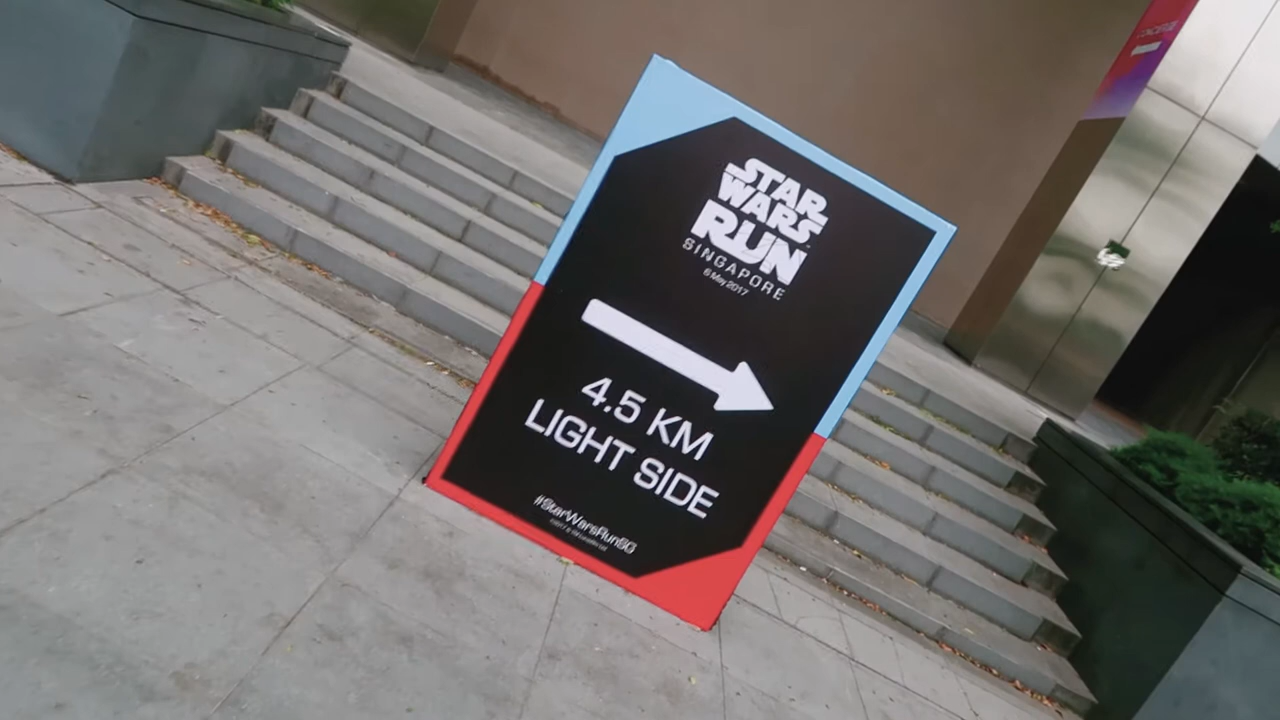 STAR
WARS
RUN
SINGAPORE
6 May 2017
4.5 KM
LIGHT SIDE
#StarWarsRunSG